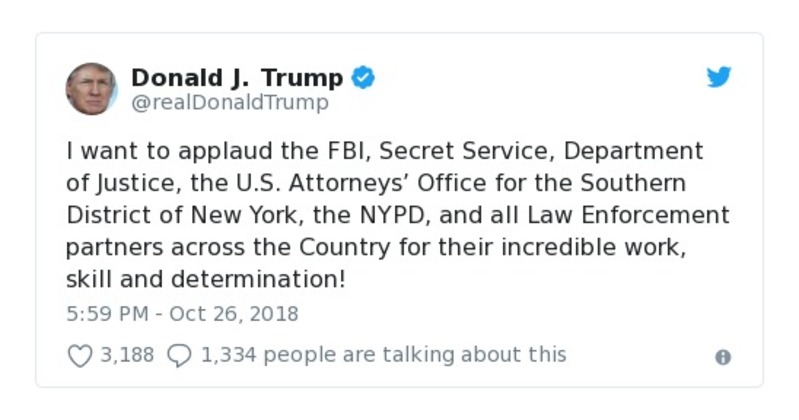 Donald J. Trump
@realDonaldTrump
I want to applaud the FBI, Secret Service, Department
of Justice, the U.S. Attorneys’ Office for the Southern
District of New York, the NYPD, and all Law Enforcement
partners across the Country for their incredible work,
skill and determination!
5:59 PM - Oct 26, 2018
3,188 1,334 people are talking about this